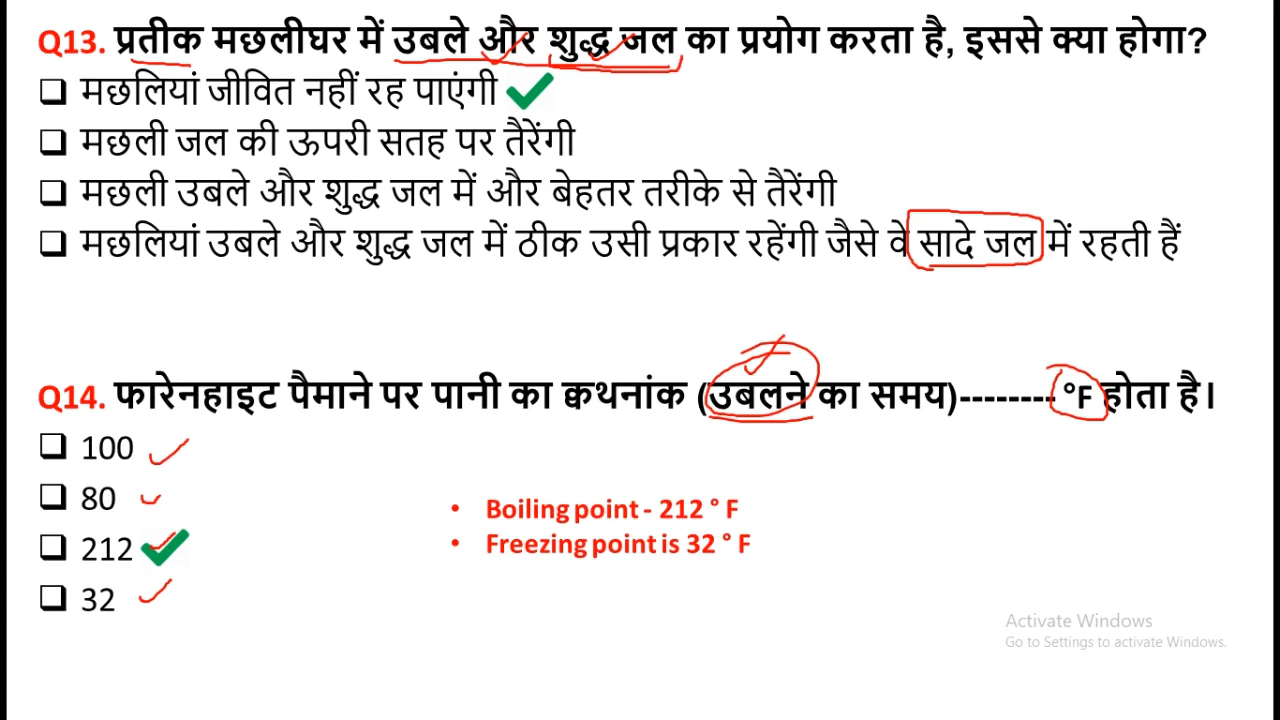 Q13. प्रतीक मछलीघर में उबले और शुद्ध जल का प्रयोग करता है, इससे क्या होगा?
❑ मछलियां जीवित नहीं रह पाएंगी
❑ मछली जल की ऊपरी सतह पर तैरेंगी
❑ मछली उबले और शुद्ध जल में और बेहतर तरीके से तैरेंगी
❑ मछलियां उबले और शुद्ध जल में ठीक उसी प्रकार रहेंगी जैसे वे सादे जल में रहती हैं
Q14. फारेनहाइट पैमाने पर पानी का क्वथनांक (उबलने का समय)--------°F होता है।
❑ 100
❑ 80
❑ 212
❑ 32
• Boiling point - 212 ° F
• Freezing point is 32 ° F
Activate Windows
Go to Settings to activate Windows.